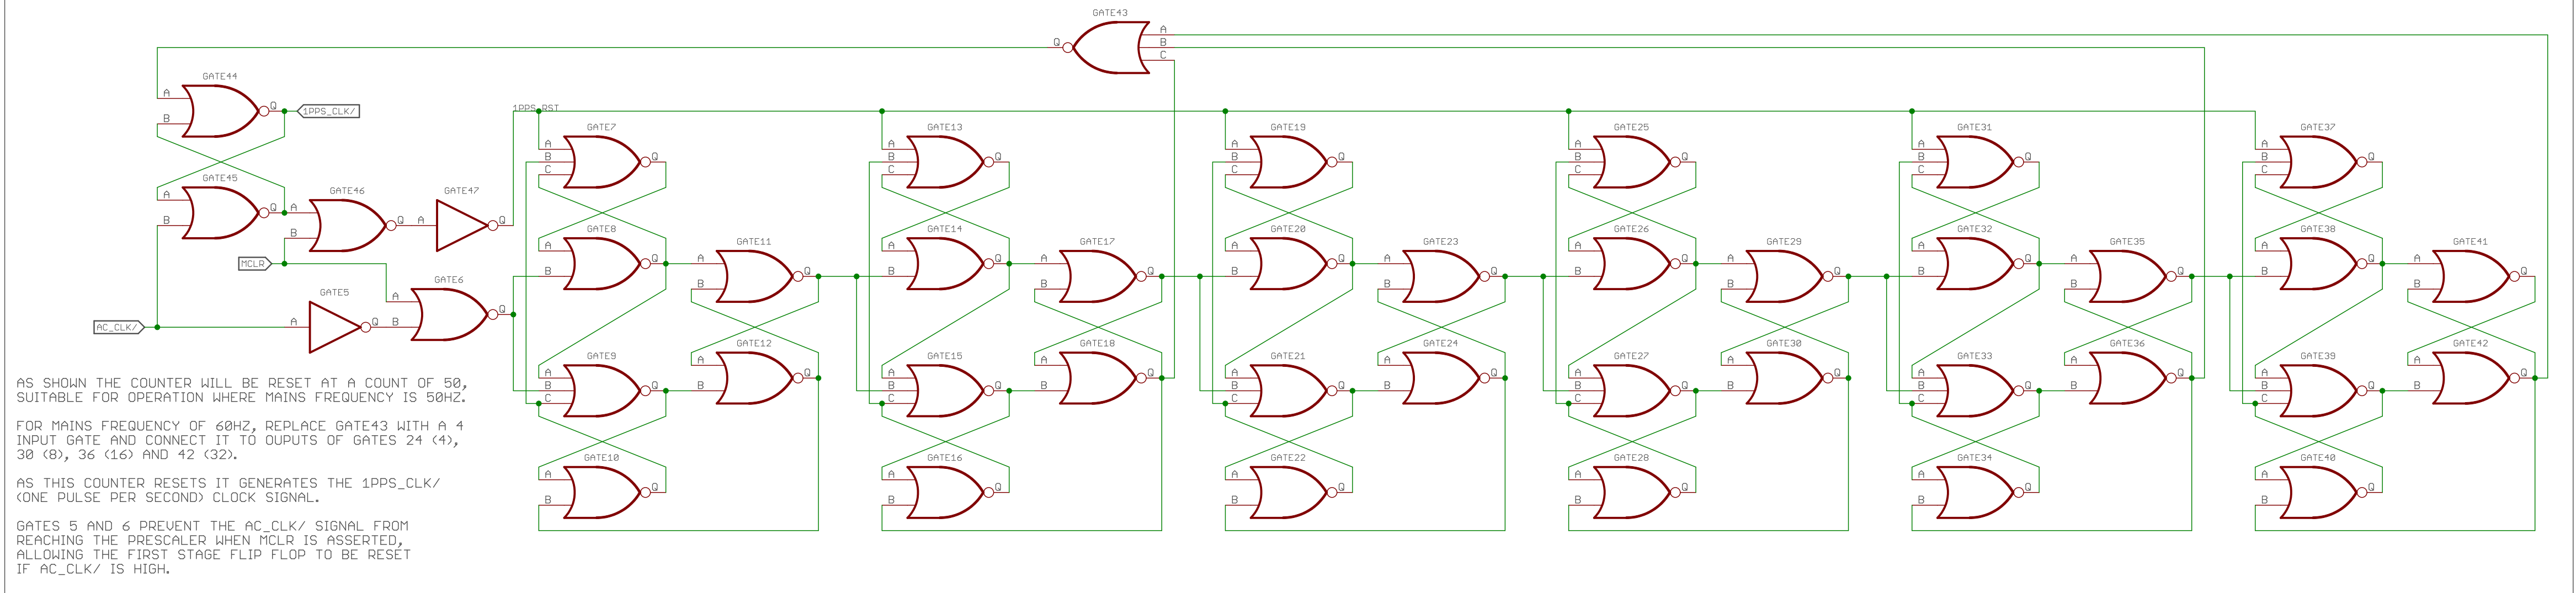 GATE43
Q
A
B
C
GATE44
A
B
Q
1PPS_CLK/
GATE45
A
B
Q
GATE46
A
B
Q
GATE47
A
Q
MCLR
AC_CLK/
GATE5
A
Q
GATE6
A
B
Q
1PPS_RST
GATE7
A
B
C
Q
GATE8
A
B
Q
GATE9
A
B
C
Q
GATE10
A
B
Q
GATE11
A
B
Q
GATE12
A
B
Q
GATE13
A
B
C
Q
GATE14
A
B
Q
GATE15
A
B
C
Q
GATE16
A
B
Q
GATE17
A
B
Q
GATE18
A
B
Q
GATE19
A
B
C
Q
GATE20
A
B
Q
GATE21
A
B
C
Q
GATE22
A
B
Q
GATE23
A
B
Q
GATE24
A
B
Q
GATE25
A
B
C
Q
GATE26
A
B
Q
GATE27
A
B
C
Q
GATE28
A
B
Q
GATE29
A
B
Q
GATE30
A
B
Q
GATE31
A
B
C
Q
GATE32
A
B
Q
GATE33
A
B
C
Q
GATE34
A
B
Q
GATE35
A
B
Q
GATE36
A
B
Q
GATE37
A
B
C
Q
GATE38
A
B
Q
GATE39
A
B
C
Q
GATE40
A
B
Q
GATE41
A
B
Q
GATE42
A
B
Q
AS SHOWN THE COUNTER WILL BE RESET AT A COUNT OF 50,
SUITABLE FOR OPERATION WHERE MAINS FREQUENCY IS 50HZ.
FOR MAINS FREQUENCY OF 60HZ, REPLACE GATE43 WITH A 4
INPUT GATE AND CONNECT IT TO OUPUTS OF GATES 24 (4),
30 (8), 36 (16) AND 42 (32).
AS THIS COUNTER RESETS IT GENERATES THE 1PPS_CLK/
(ONE PULSE PER SECOND) CLOCK SIGNAL.
GATES 5 AND 6 PREVENT THE AC_CLK/ SIGNAL FROM
REACHING THE PRESCALER WHEN MCLR IS ASSERTED,
ALLOWING THE FIRST STAGE FLIP FLOP TO BE RESET
IF AC_CLK/ IS HIGH.